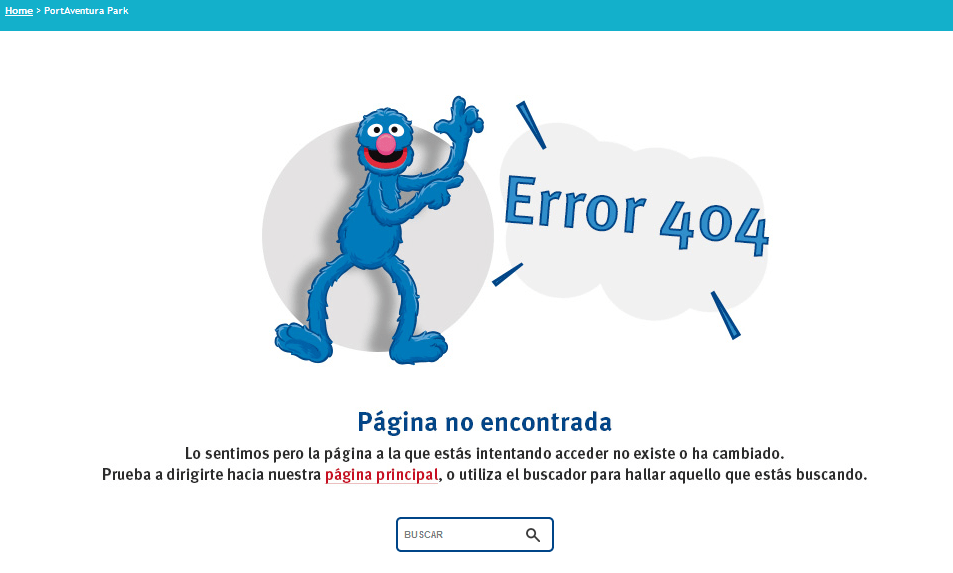 Home > PortAventura Park
Error 404
Página no encontrada
Lo sentimos pero la página a la que estás intentando acceder no existe o ha cambiado.
Prueba a dirigirte hacia nuestra página principal, o utiliza el buscador para hallar aquello que estás buscando.
BUSCAR